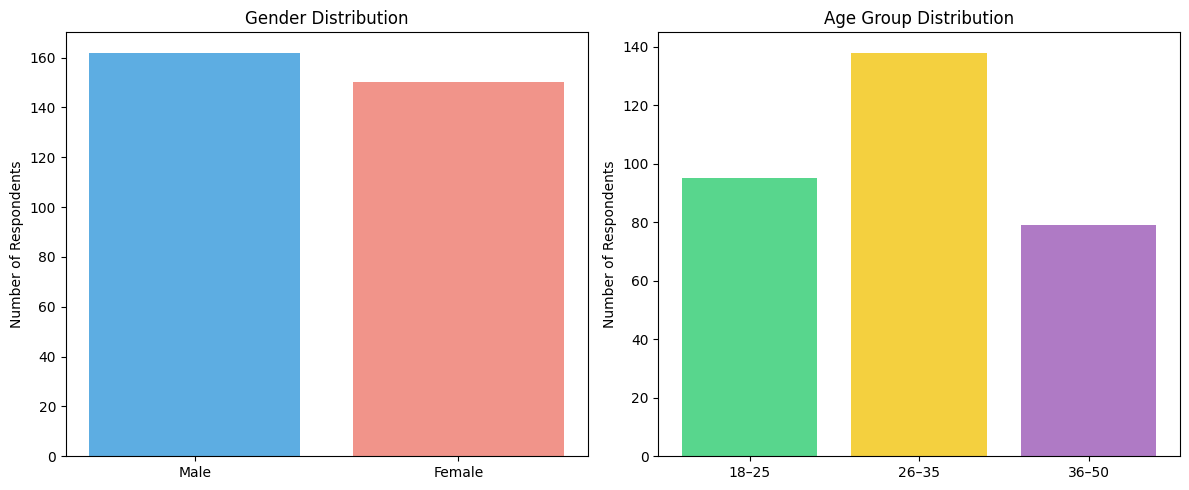 Gender Distribution
Number of Respondents
160
140
120
100
80
60
40
20
0
Male Female
Age Group Distribution
Number of Respondents
140
120
100
80
60
40
20
0
18–25 26–35 36–50